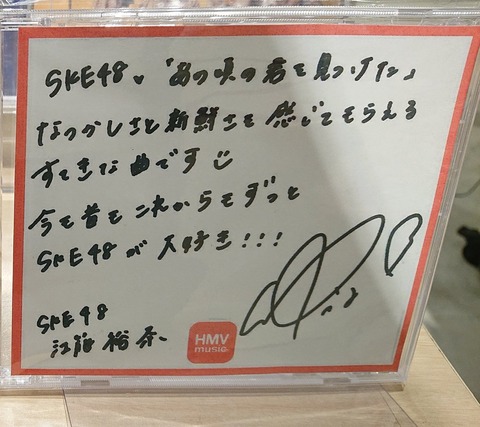 SKE48♥「あの頃の君を見つけた」
なつかしさと新鮮さを感じてもらえる
すてきな曲です
今も昔もこれからもずっと
SKE48が大好き!!!
SKE48
江籠裕奈
HMV
music